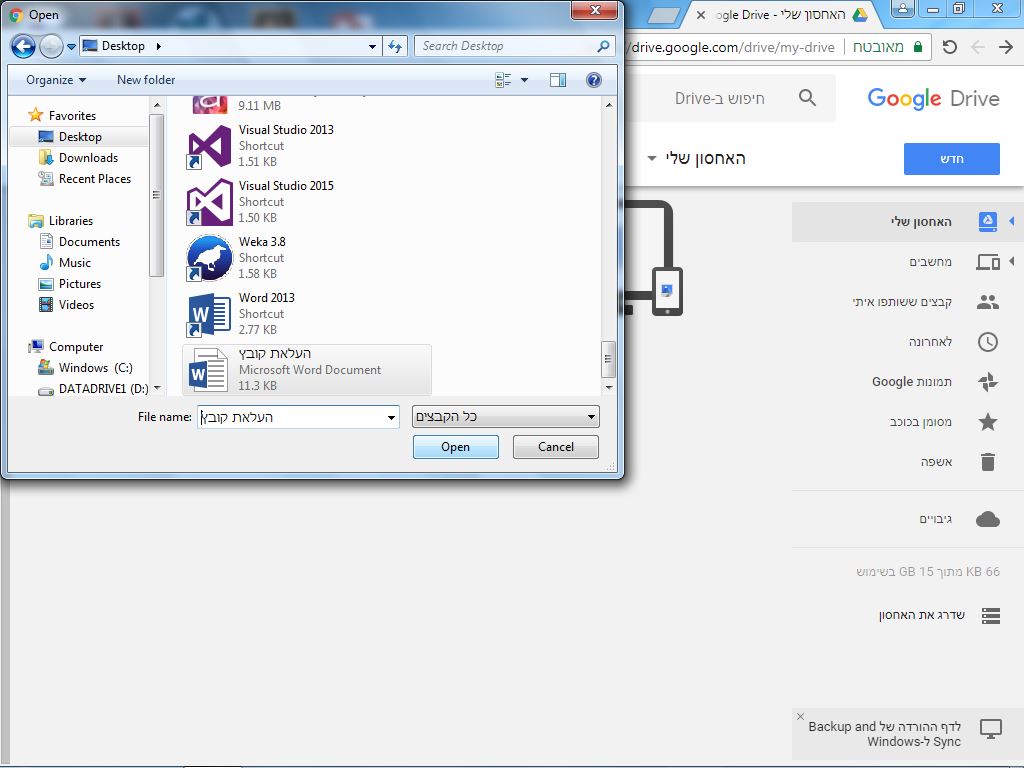 Open
האחסון שלי - ogle Drive
Desktop
Search Desktop
/drive.google.com/drive/my-drive
מאובטח
Organize
New folder
Favorites
Desktop
Downloads
Recent Places
Libraries
Documents
Music
Pictures
Videos
Computer
Windows (C:)
DATADRIVE1 (D:)
9.11 MB
Visual Studio 2013
Shortcut
1.51 KB
Visual Studio 2015
Shortcut
1.50 KB
Weka 3.8
Shortcut
1.58 KB
Word 2013
Shortcut
2.77 KB
העלאת קובץ
Microsoft Word Document
11.3 KB
File name:
העלאת קובץ
כל הקבצים
Open
Cancel
Google Drive
חיפוש ב-Drive
חדש
האחסון שלי
האחסון שלי
מחשבים
קבצים ששותפו איתי
לאחרונה
תמונות Google
מסומן בכוכב
אשפה
גיבויים
66 KB מתוך 15 GB בשימוש
שדרג את האחסון
לדף ההורדה של Backup and
Sync ל-Windows